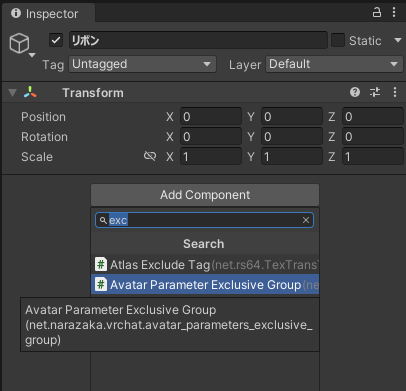 Inspector
リボン
Static
Tag Untagged Layer Default
Transform
Position X 0 Y 0 Z 0
Rotation X 0 Y 0 Z 0
Scale X 1 Y 1 Z 1
Add Component
exc
Search
Atlas Exclude Tag(net.rs64.TexTrans
Avatar Parameter Exclusive Group(ne
Avatar Parameter Exclusive Group
(net.narazaka.vrchat.avatar_parameters_exclusive_
group)